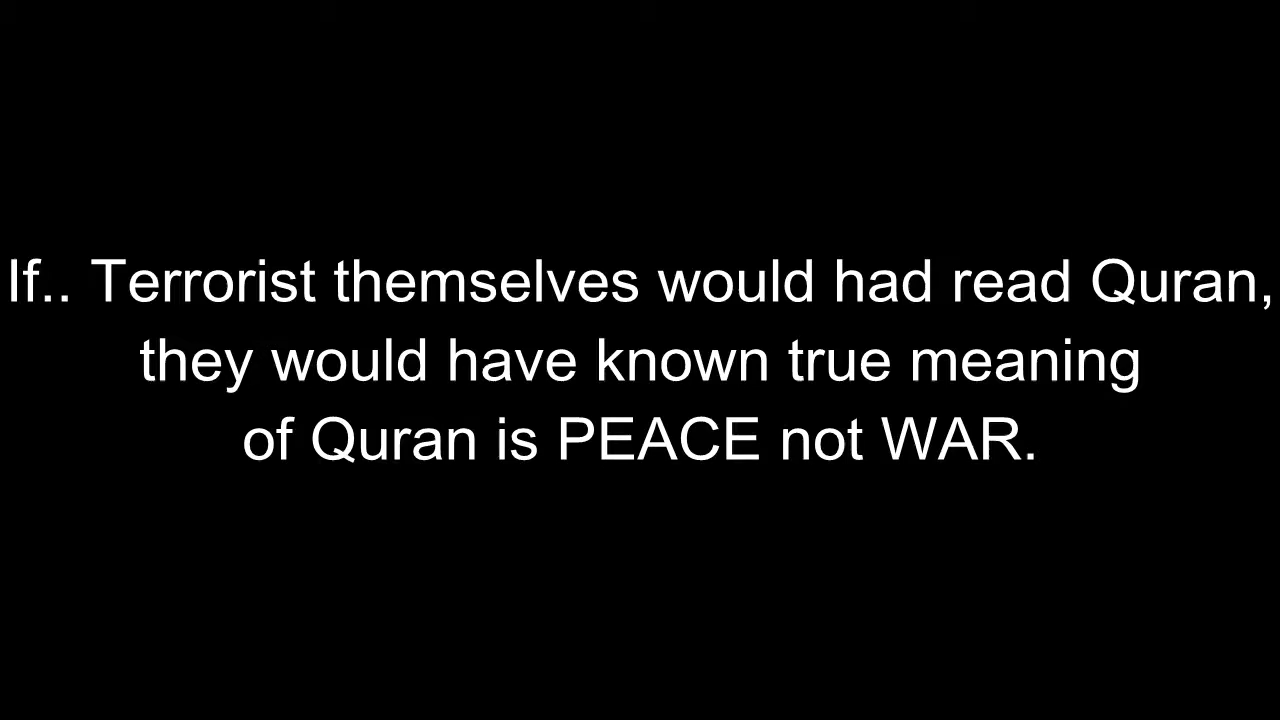 If.. Terrorist themselves would had read Quran,
they would have known true meaning
of Quran is PEACE not WAR.